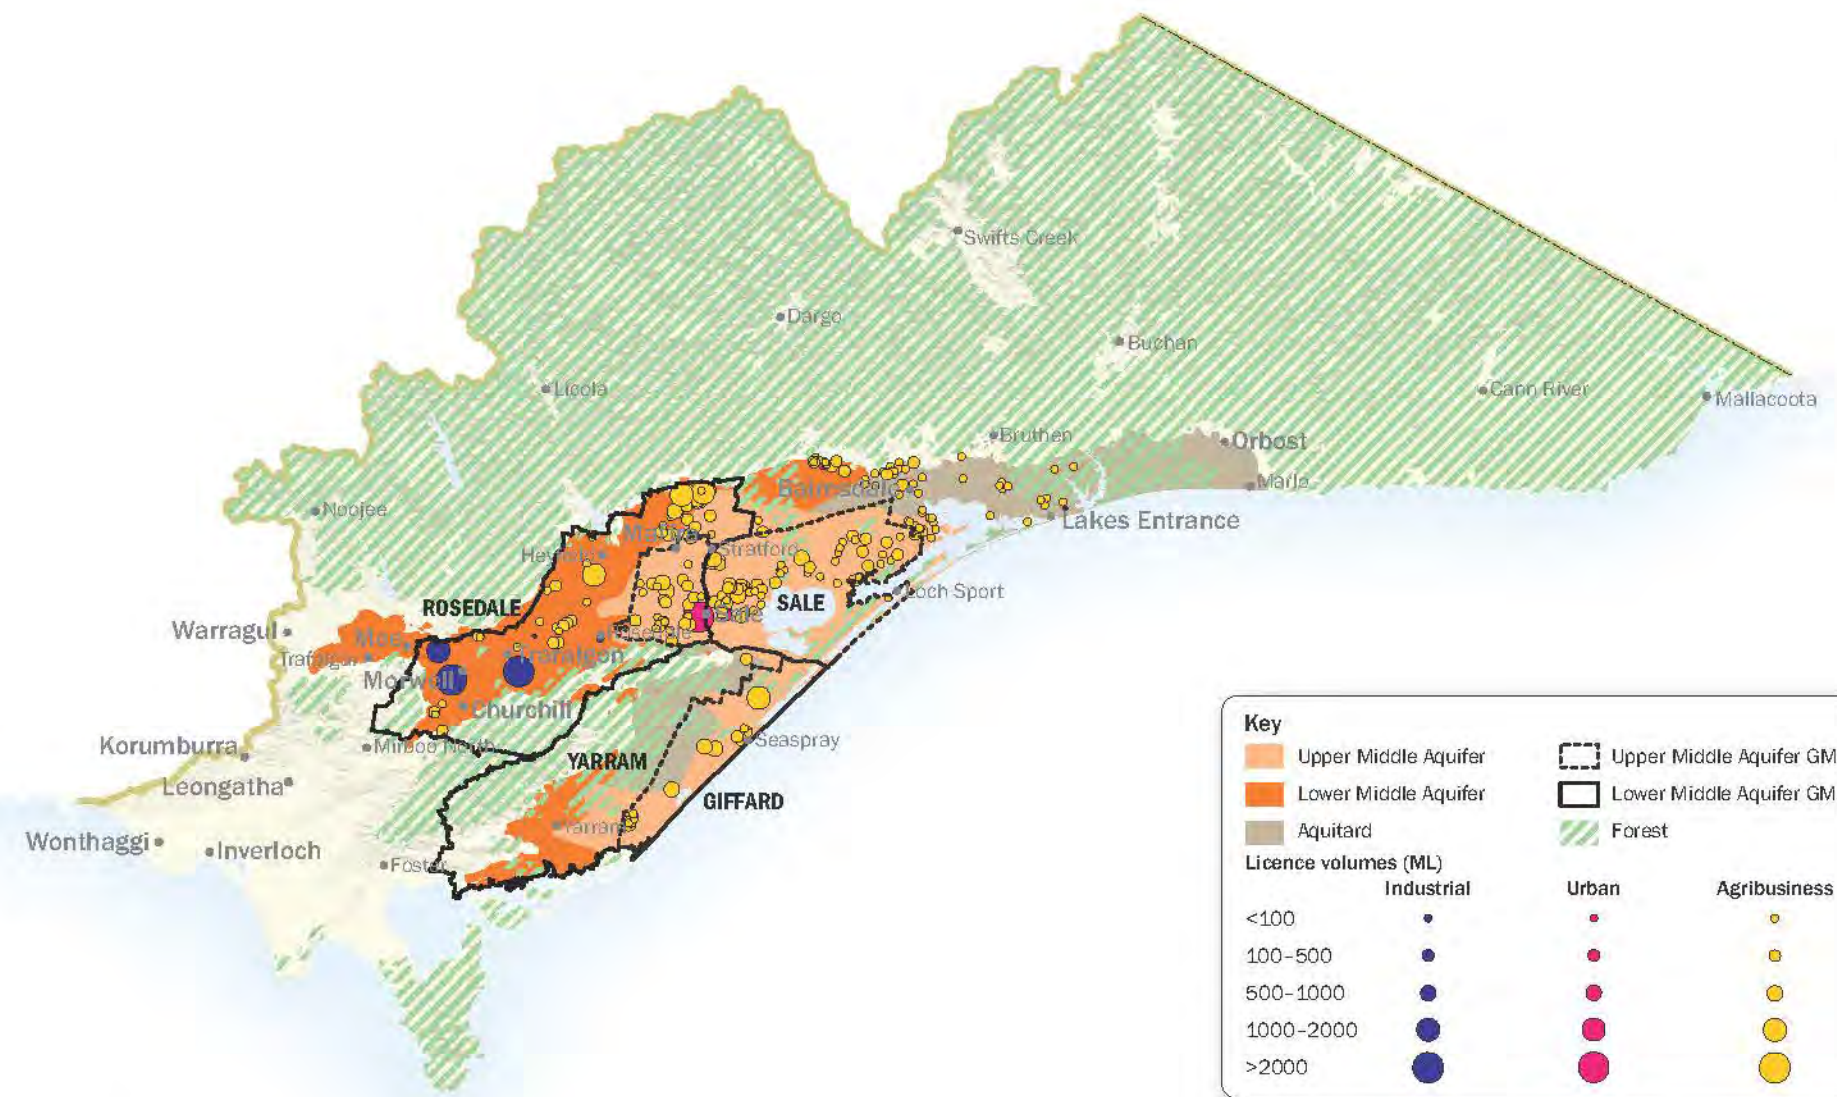 Swifts Creek
Dargo
Buchan
Licola
Cann River
Mallacoota
Bruthen
Orbost
Bairnsdale
Marlo
Noojee
Lakes Entrance
Maffra
Heyfield
Stratford
Loch Sport
ROSEDALE
SALE
Sale
Warragul
Moe
Rosedale
Trafalgar
Traralgon
Morwell
Churchill
Korumburra
Mirboo North
Seaspray
YARRAM
Leongatha
GIFFARD
Yarram
Wonthaggi
Inverloch
Foster
Key
Upper Middle Aquifer
Upper Middle Aquifer GM
Lower Middle Aquifer
Lower Middle Aquifer GM
Aquitard
Forest
Licence volumes (ML)
Industrial Urban Agribusiness
<100
100–500
500–1000
1000–2000
>2000